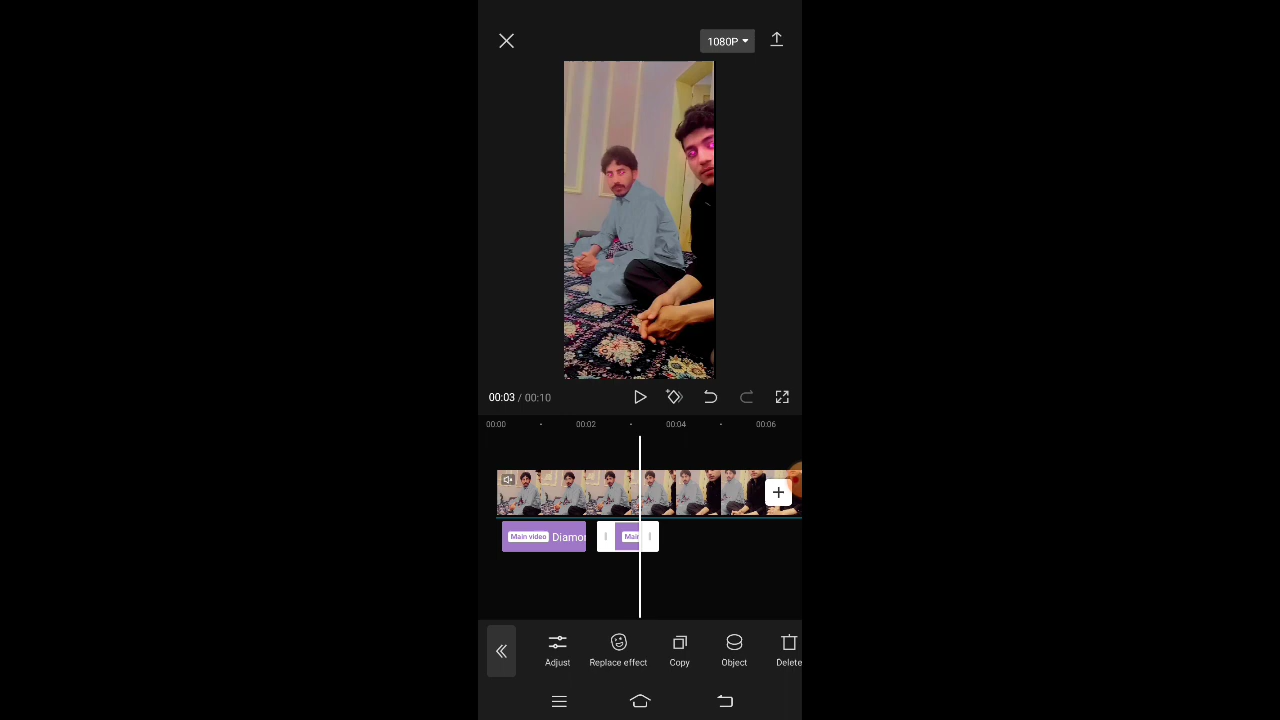 1080P
00:03 / 00:10
00:00
00:02
00:04
00:06
Main video Diamo
Mair
Adjust
Replace effect
Copy
Object
Delete